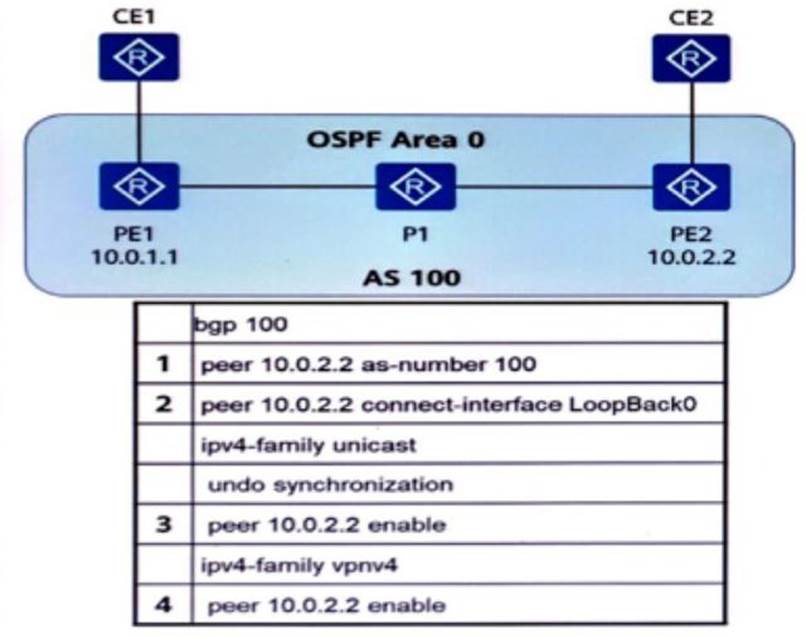 CE1 CE2
R R
OSPF Area 0
R R R
PE1 P1 PE2
10.0.1.1 10.0.2.2
AS 100
bgp 100
1 peer 10.0.2.2 as-number 100
2 peer 10.0.2.2 connect-interface LoopBack0
ipv4-family unicast
undo synchronization
3 peer 10.0.2.2 enable
ipv4-family vpnv4
4 peer 10.0.2.2 enable